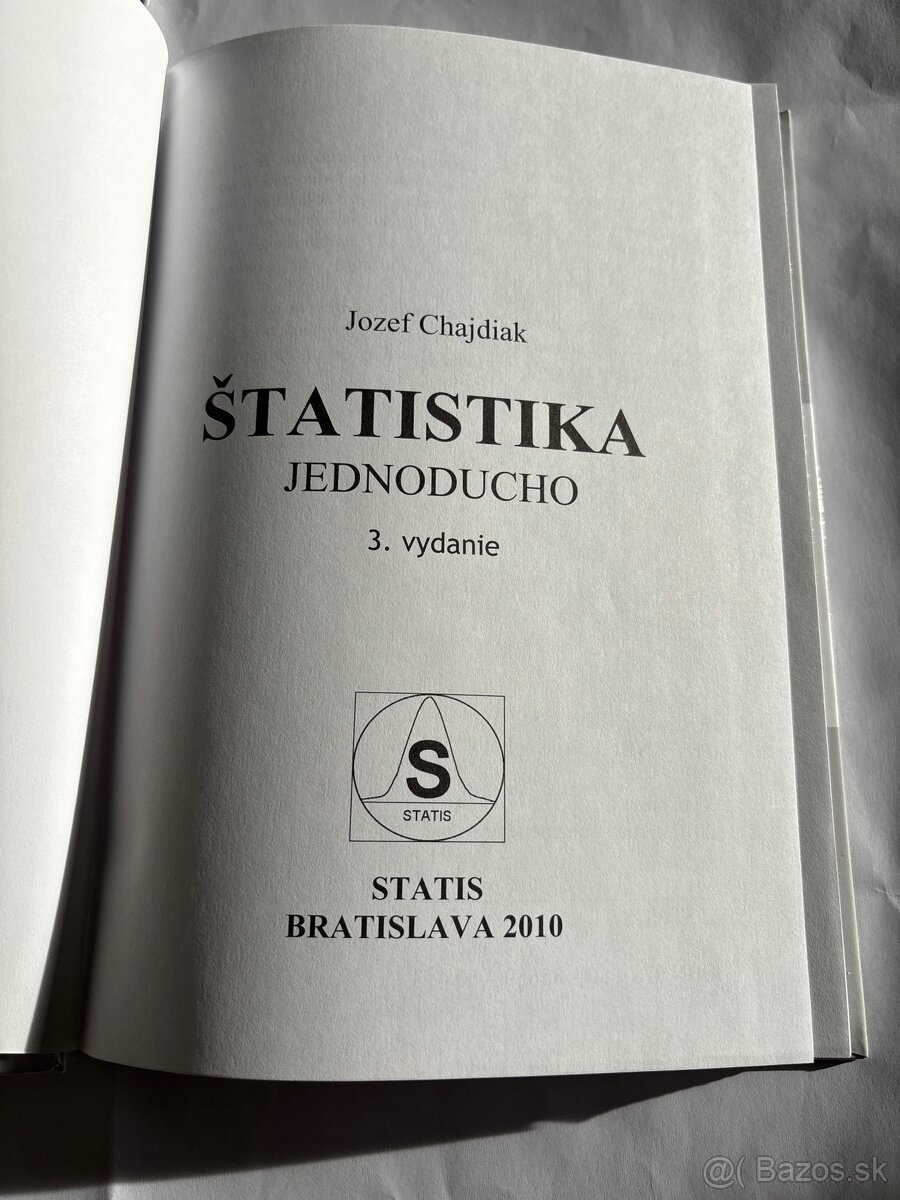 Jozef Chajdiak
ŠTATISTIKA
JEDNODUCHO
3. vydanie
S
STATIS
STATIS
BRATISLAVA 2010
@( Bazos.sk